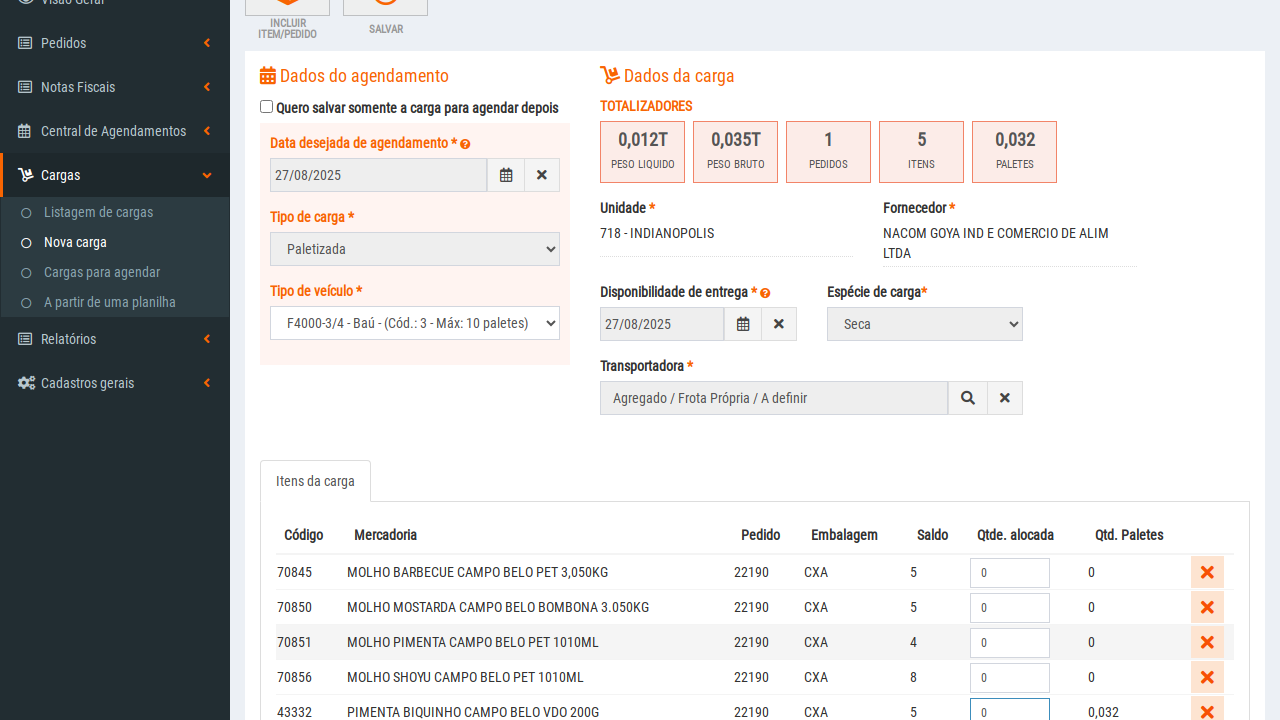 Visão Geral
Pedidos
Notas Fiscais
Central de Agendamentos
Cargas
Listagem de cargas
Nova carga
Cargas para agendar
A partir de uma planilha
Relatórios
Cadastros gerais
INCLUIR
ITEM/PEDIDO
SALVAR
Dados do agendamento
Quero salvar somente a carga para agendar depois
Data desejada de agendamento *
27/08/2025
Tipo de carga *
Paletizada
Tipo de veículo *
F4000-3/4 - Baú - (Cód.: 3 - Máx: 10 paletes)
Dados da carga
TOTALIZADORES
0,012T
PESO LIQUIDO
0,035T
PESO BRUTO
1
PEDIDOS
5
ITENS
0,032
PALETES
Unidade *
718 - INDIANOPOLIS
Fornecedor *
NACOM GOYA IND E COMERCIO DE ALIM
LTDA
Disponibilidade de entrega *
27/08/2025
Espécie de carga*
Seca
Transportadora *
Agregado / Frota Própria / A definir
Itens da carga
Código Mercadoria Pedido Embalagem Saldo Qtde. alocada Qtd. Paletes
70845 MOLHO BARBECUE CAMPO BELO PET 3,050KG 22190 CXA 5 0 0
70850 MOLHO MOSTARDA CAMPO BELO BOMBONA 3.050KG 22190 CXA 5 0 0
70851 MOLHO PIMENTA CAMPO BELO PET 1010ML 22190 CXA 4 0 0
70856 MOLHO SHOYU CAMPO BELO PET 1010ML 22190 CXA 8 0 0
43332 PIMENTA BIQUINHO CAMPO BELO VDO 200G 22190 CXA 5 0 0,032